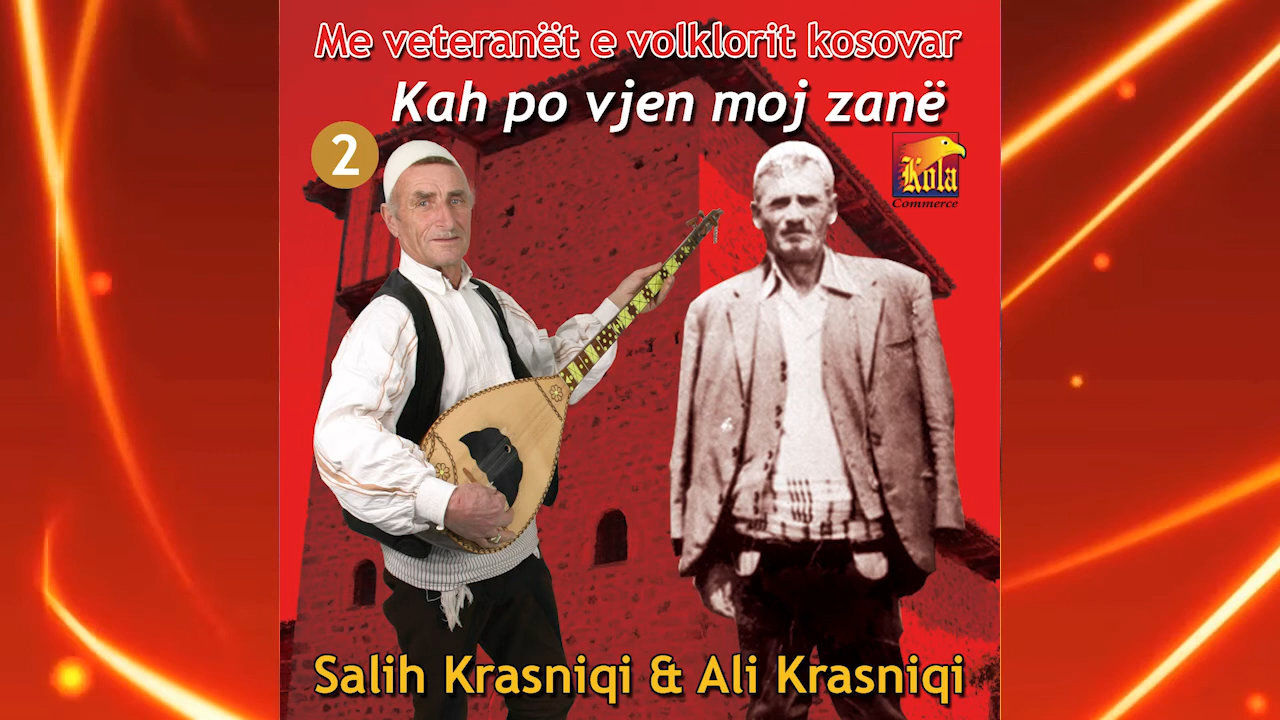 Me veteranët e volklorit kosovar
Kah po vjen moj zanë
2
Kola
Commerce
Salih Krasniqi & Ali Krasniqi